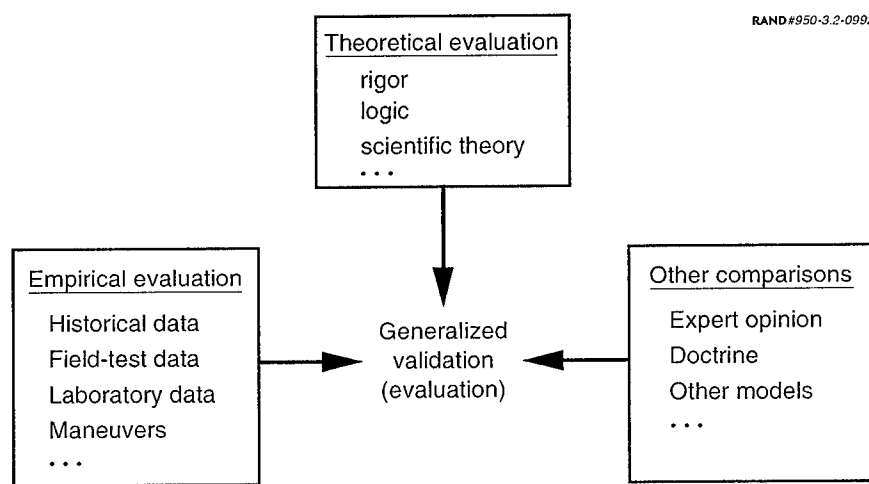 RAND#950-3.2-0992
Theoretical evaluation
rigor
logic
scientific theory
...
Empirical evaluation
Historical data
Field-test data
Laboratory data
Maneuvers
...
Generalized
validation
(evaluation)
Other comparisons
Expert opinion
Doctrine
Other models
...